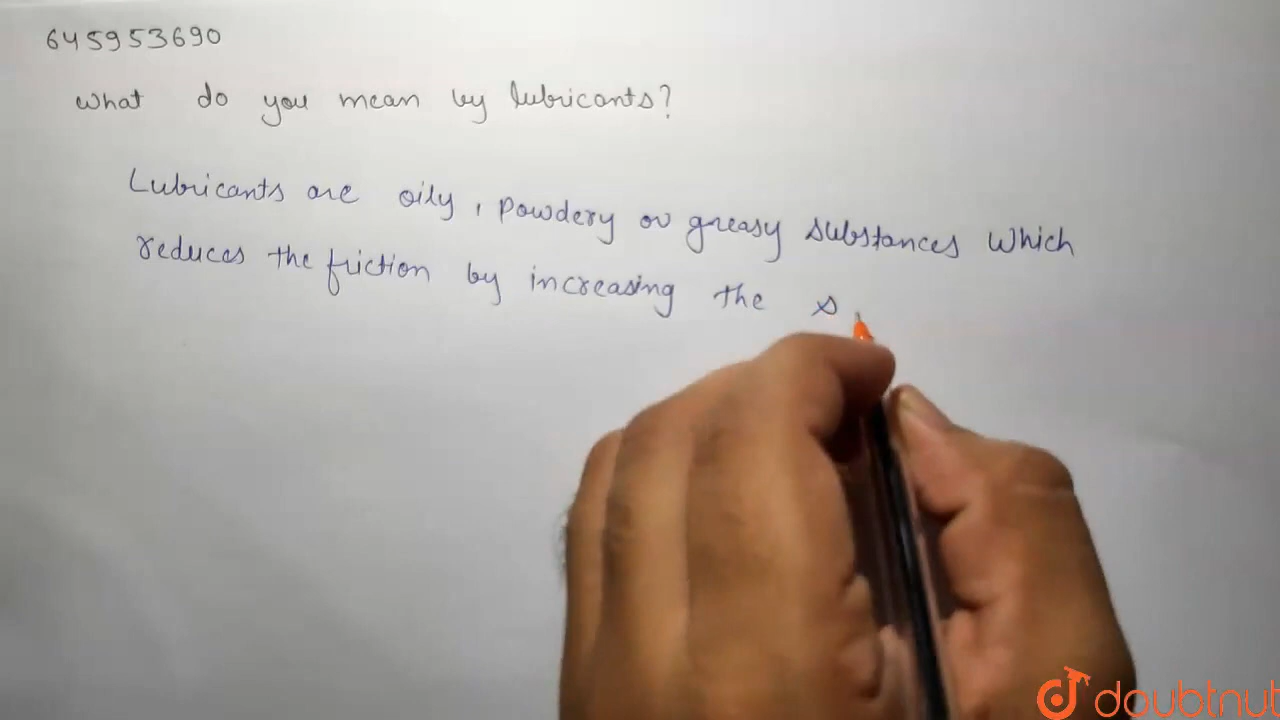 645953690
What do you mean by lubricants?
Lubricants are oily, powdery or greasy substances which
reduces the friction by increasing the s
doubtnut